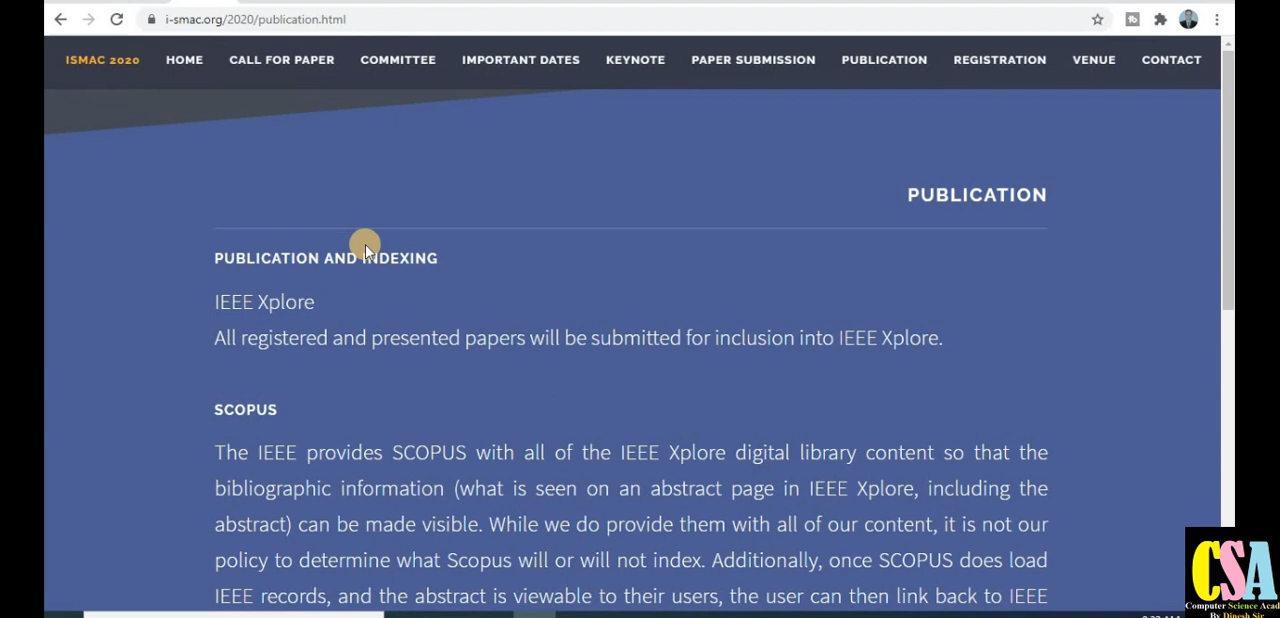 i-smac.org/2020/publication.html
ISMAC 2020 HOME CALL FOR PAPER COMMITTEE IMPORTANT DATES KEYNOTE PAPER SUBMISSION PUBLICATION REGISTRATION VENUE CONTACT
PUBLICATION
PUBLICATION AND INDEXING
IEEE Xplore
All registered and presented papers will be submitted for inclusion into IEEE Xplore.
SCOPUS
The IEEE provides SCOPUS with all of the IEEE Xplore digital library content so that the
bibliographic information (what is seen on an abstract page in IEEE Xplore, including the
abstract) can be made visible. While we do provide them with all of our content, it is not our
policy to determine what Scopus will or will not index. Additionally, once SCOPUS does load
IEEE records, and the abstract is viewable to their users, the user can then link back to IEEE
CSA
Computer Science Acad
By Dinesh Sir